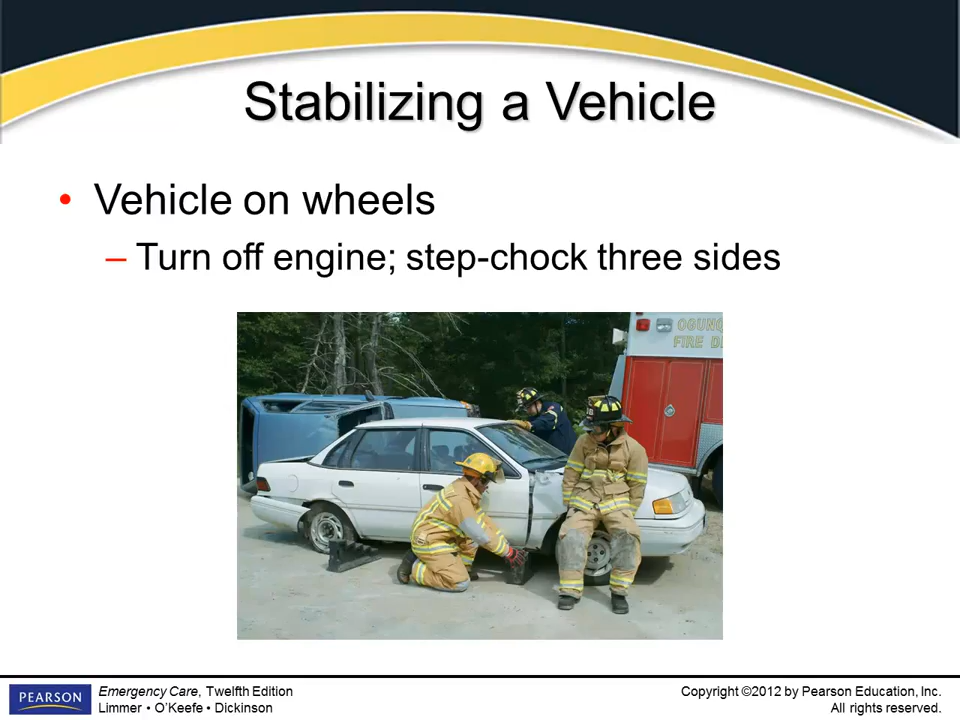 Stabilizing a Vehicle
• Vehicle on wheels
– Turn off engine; step-chock three sides
FIRE
PEARSON
Emergency Care, Twelfth Edition
Limmer • O'Keefe • Dickinson
Copyright ©2012 by Pearson Education, Inc.
All rights reserved.